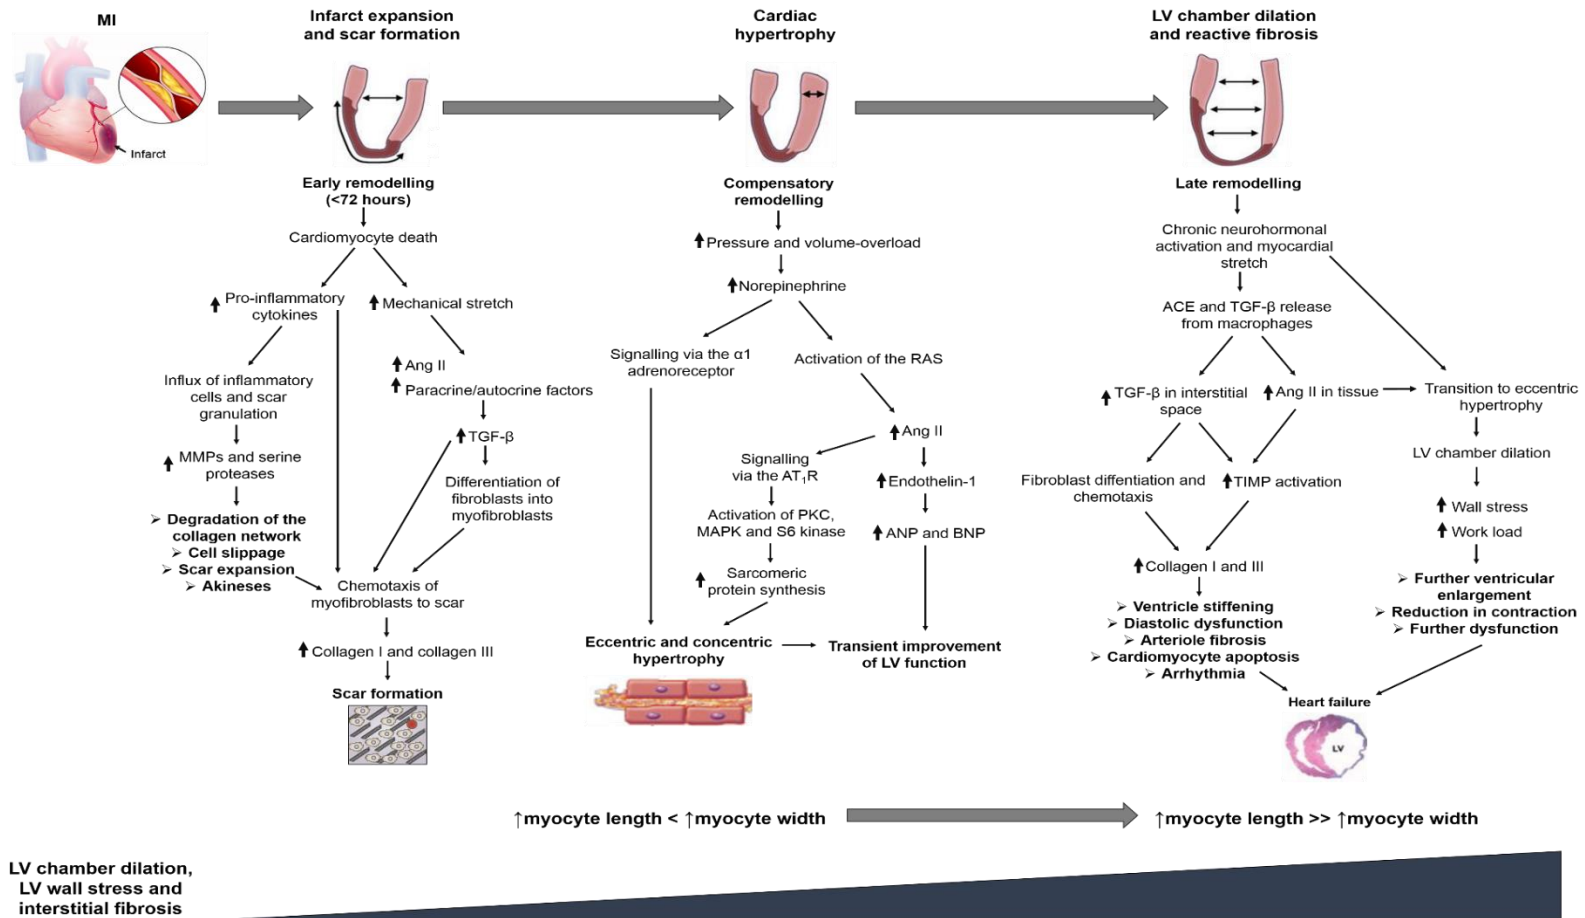 MI
Infarct
Infarct expansion
and scar formation
Early remodelling
(<72 hours)
Cardiomyocyte death
⬆Pro-inflammatory
cytokines
⬆Mechanical stretch
Influx of inflammatory
cells and scar
granulation
⬆Ang II
⬆Paracrine/autocrine factors
⬆MMPs and serine
proteases
⬆TGF-β
Differentiation of
fibroblasts into
myofibroblasts
➢ Degradation of the
collagen network
➢ Cell slippage
➢ Scar expansion
➢ Akineses
Chemotaxis of
myofibroblasts to scar
⬆Collagen I and collagen III
Scar formation
Cardiac
hypertrophy
Compensatory
remodelling
⬆Pressure and volume-overload
⬆Norepinephrine
Signalling via the α1
adrenoreceptor
Activation of the RAS
⬆Ang II
Signalling
via the AT₁R
⬆Endothelin-1
Activation of PKC,
MAPK and S6 kinase
⬆ANP and BNP
⬆Sarcomeric
protein synthesis
Eccentric and concentric
hypertrophy
Transient improvement
of LV function
LV chamber dilation
and reactive fibrosis
Late remodelling
Chronic neurohormonal
activation and myocardial
stretch
ACE and TGF-β release
from macrophages
⬆TGF-β in interstitial
space
⬆Ang II in tissue
Transition to eccentric
hypertrophy
LV chamber dilation
Fibroblast diffentiation and
chemotaxis
⬆TIMP activation
⬆Wall stress
⬆Work load
⬆Collagen I and III
➢ Ventricle stiffening
➢ Diastolic dysfunction
➢ Arteriole fibrosis
➢ Cardiomyocyte apoptosis
➢ Arrhythmia
➢ Further ventricular
enlargement
➢ Reduction in contraction
➢ Further dysfunction
Heart failure
LV
↑myocyte length < ↑myocyte width
↑myocyte length >> ↑myocyte width
LV chamber dilation,
LV wall stress and
interstitial fibrosis